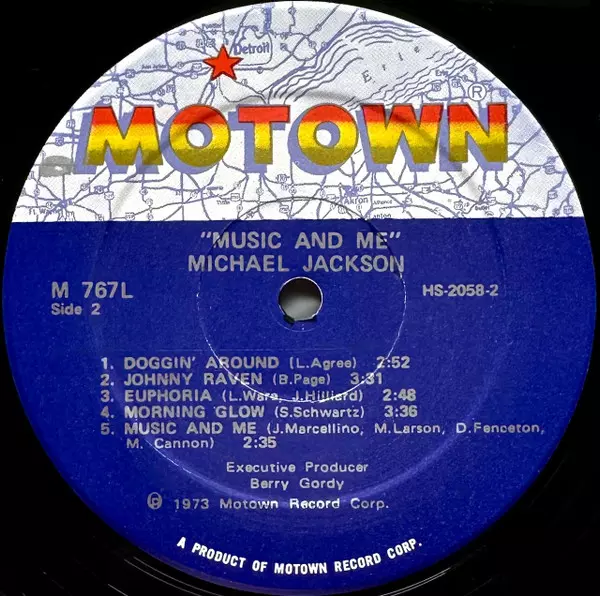 Detroit
Erie
MOTOWN®
Akron
Canton
"MUSIC AND ME"
MICHAEL JACKSON
M 767L
HS-2058-2
Side 2
1. DOGGIN' AROUND (L.Agree) 2:52
2. JOHNNY RAVEN (B.Page) 3:31
3. EUPHORIA (L.Ware, J.Hilliard) 2:48
4. MORNING GLOW (S.Schwartz) 3:36
5. MUSIC AND ME (J.Marcellino, M.Larson, D.Fenceton,
M. Cannon) 2:35
Executive Producer
Berry Gordy
℗ 1973 Motown Record Corp.
A PRODUCT OF MOTOWN RECORD CORP.